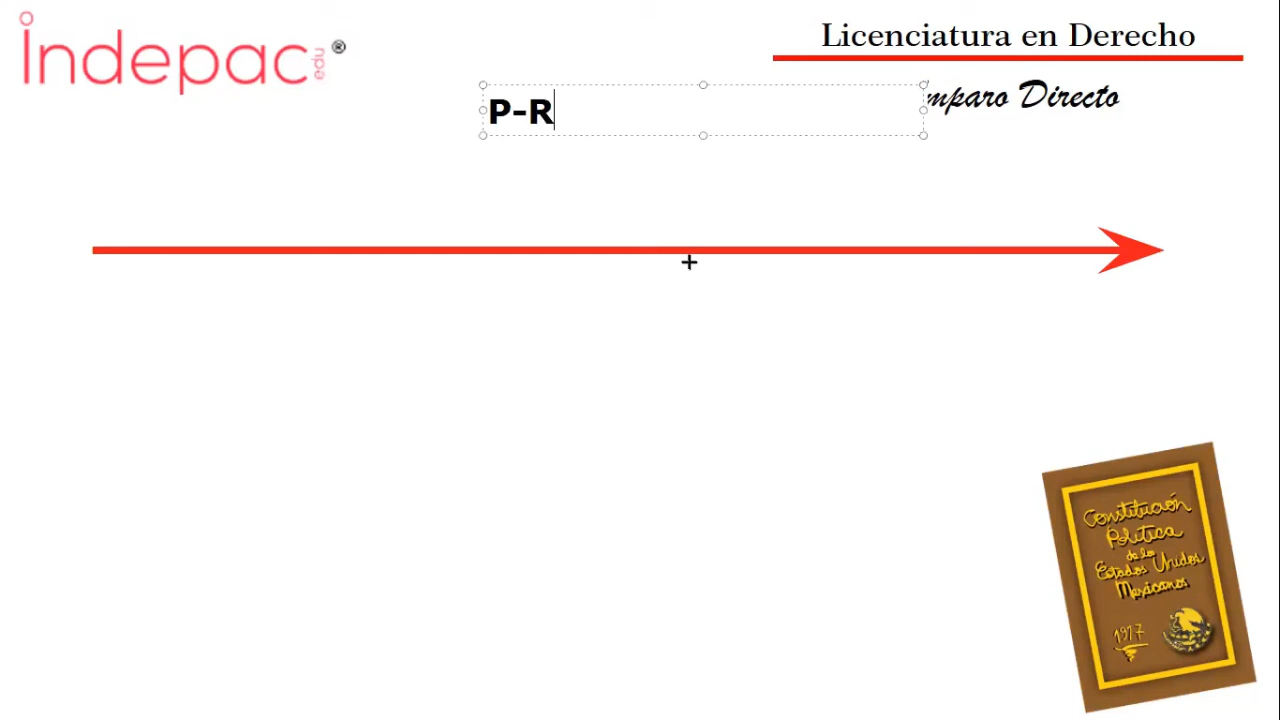 indepac edu ®
Licenciatura en Derecho
P-R
mparo Directo
Constitución
Política
de los
Estados Unidos
Mexicanos
1917